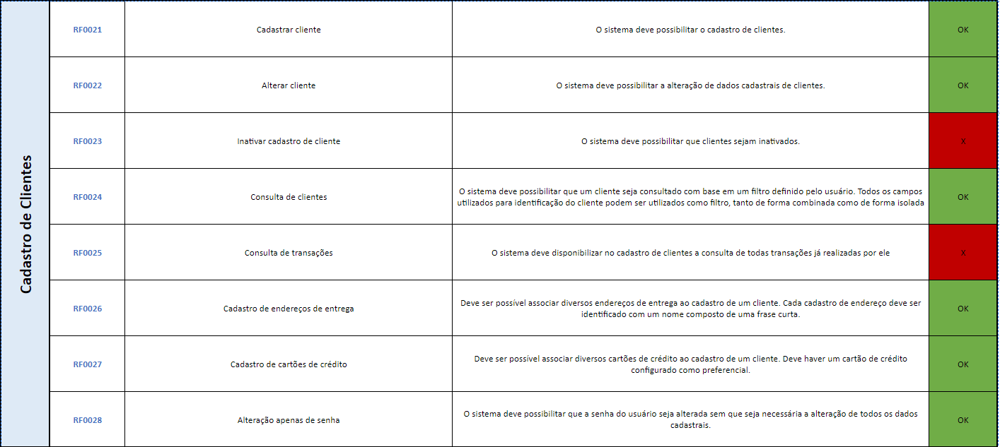 Cadastro de Clientes
RF0021
Cadastrar cliente
O sistema deve possibilitar o cadastro de clientes.
OK
RF0022
Alterar cliente
O sistema deve possibilitar a alteração de dados cadastrais de clientes.
OK
RF0023
Inativar cadastro de cliente
O sistema deve possibilitar que clientes sejam inativados.
X
RF0024
Consulta de clientes
O sistema deve possibilitar que um cliente seja consultado com base em um filtro definido pelo usuário. Todos os campos
utilizados para identificação do cliente podem ser utilizados como filtro, tanto de forma combinada como de forma isolada
OK
RF0025
Consulta de transações
O sistema deve disponibilizar no cadastro de clientes a consulta de todas transações já realizadas por ele
X
RF0026
Cadastro de endereços de entrega
Deve ser possível associar diversos endereços de entrega ao cadastro de um cliente. Cada cadastro de endereço deve ser
identificado com um nome composto de uma frase curta.
OK
RF0027
Cadastro de cartões de crédito
Deve ser possível associar diversos cartões de crédito ao cadastro de um cliente. Deve haver um cartão de crédito
configurado como preferencial.
OK
RF0028
Alteração apenas de senha
O sistema deve possibilitar que a senha do usuário seja alterada sem que seja necessária a alteração de todos os dados
cadastrais.
OK